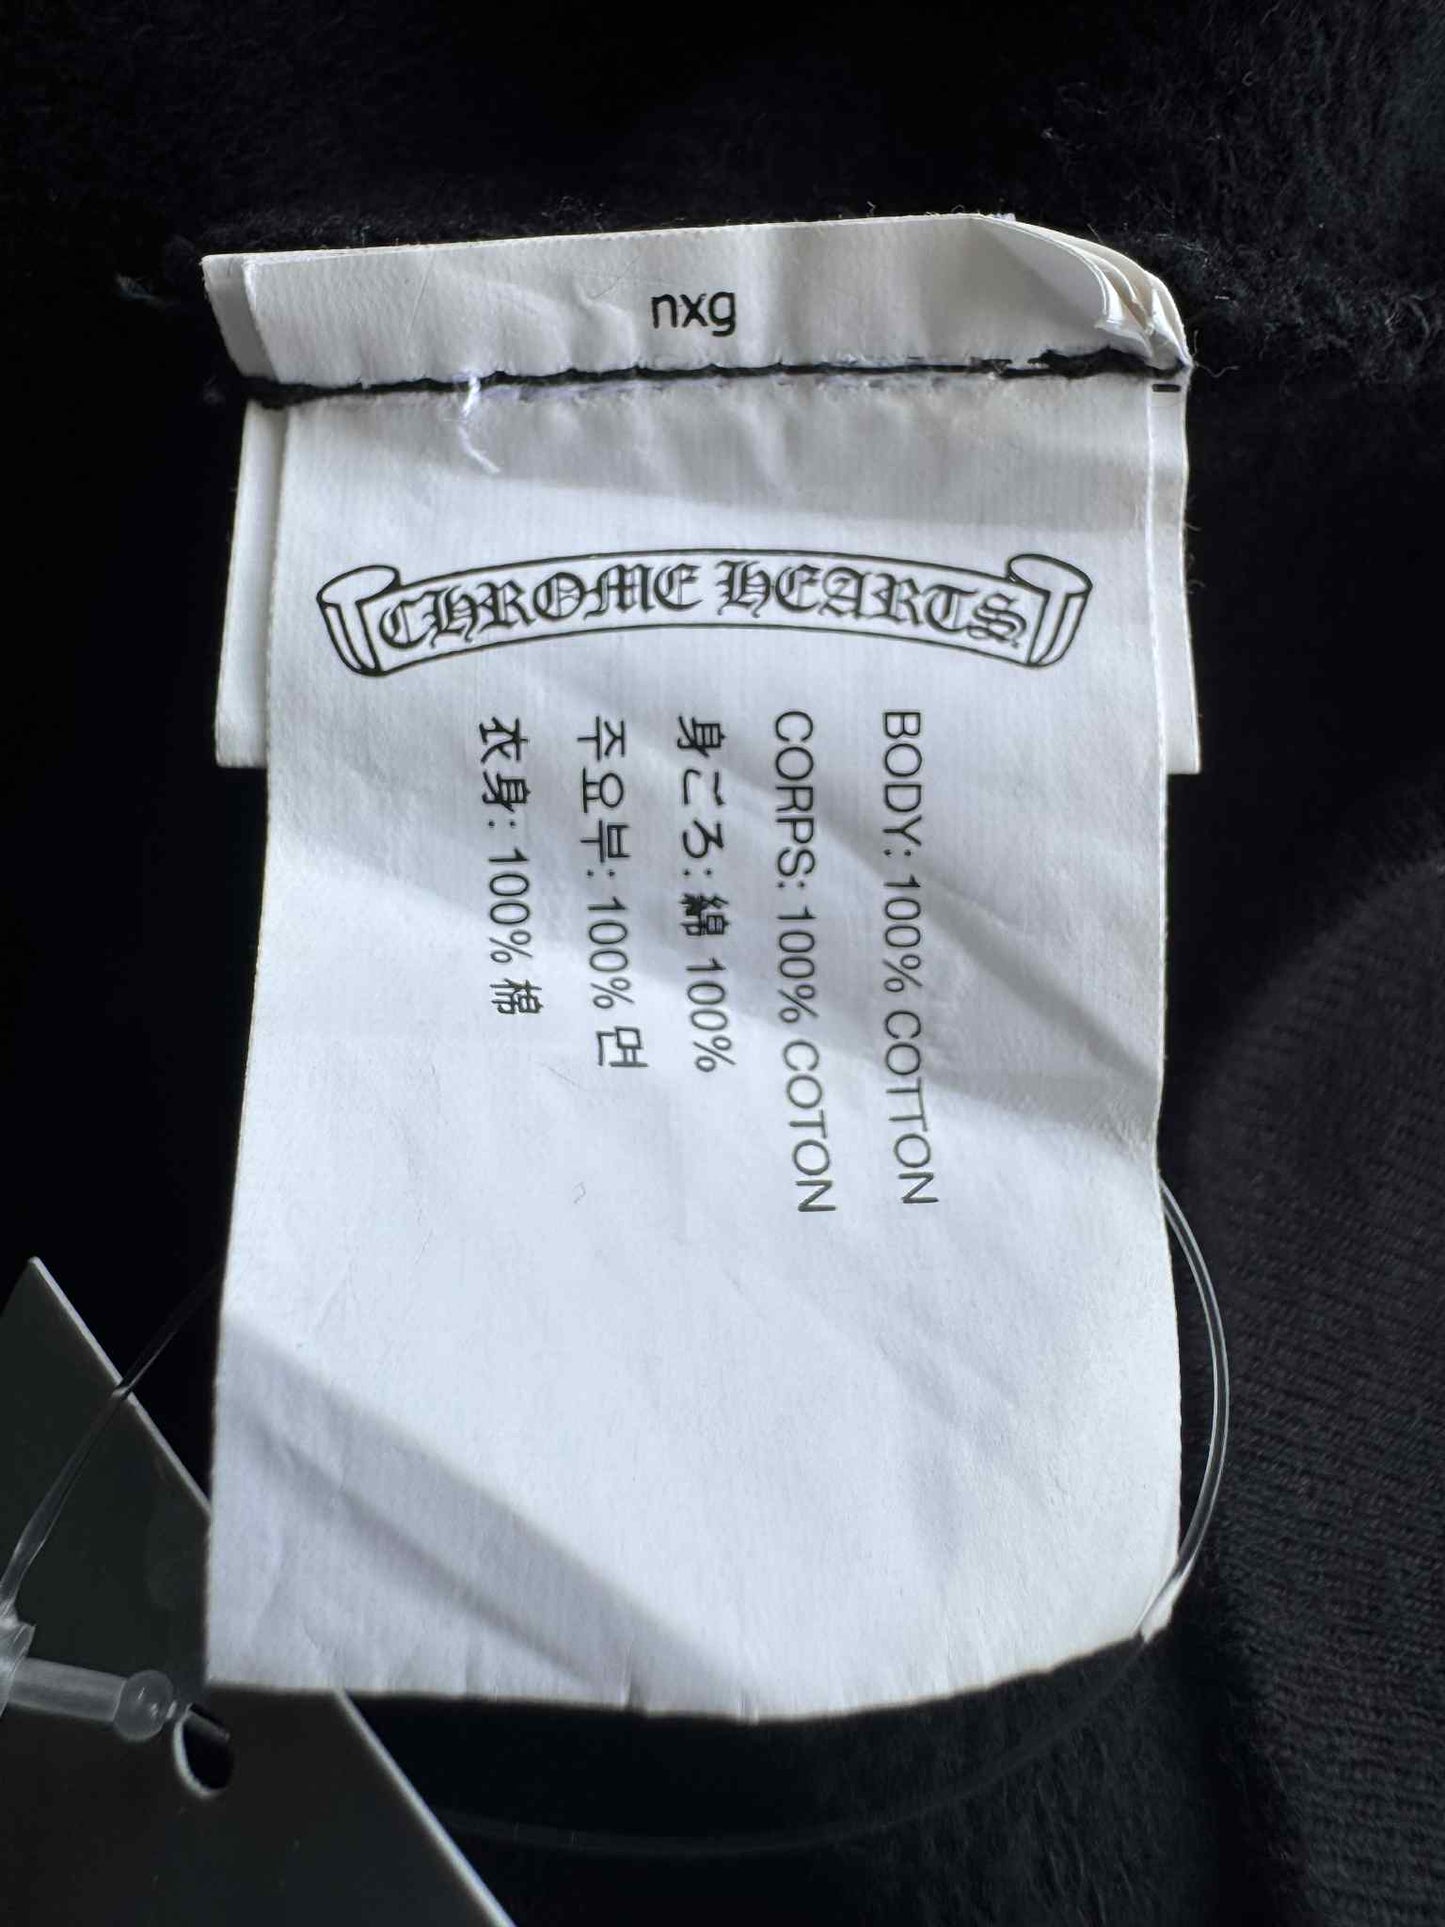 nxg
CHROME HEARTS
BODY: 100% COTTON
CORPS: 100% COTON
身ごろ: 綿 100%
주요부: 100% 면
衣身: 100% 棉